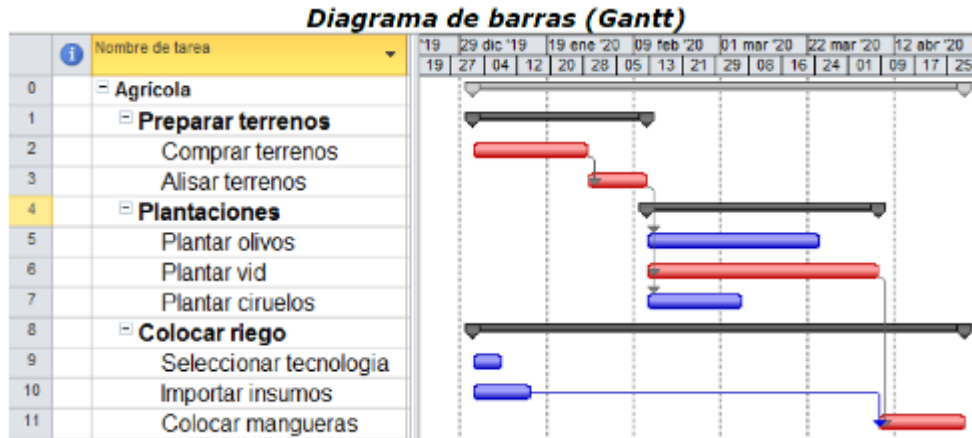 Diagrama de barras (Gantt)
Nombre de tarea
'19 29 dic '19 19 ene '20 09 feb '20 01 mar '20 22 mar '20 12 abr '20
19 27 04 12 20 28 05 13 21 29 08 16 24 01 09 17 25
0 Agrícola
1 Preparar terrenos
2 Comprar terrenos
3 Alisar terrenos
4 Plantaciones
5 Plantar olivos
6 Plantar vid
7 Plantar ciruelos
8 Colocar riego
9 Seleccionar tecnologia
10 Importar insumos
11 Colocar mangueras